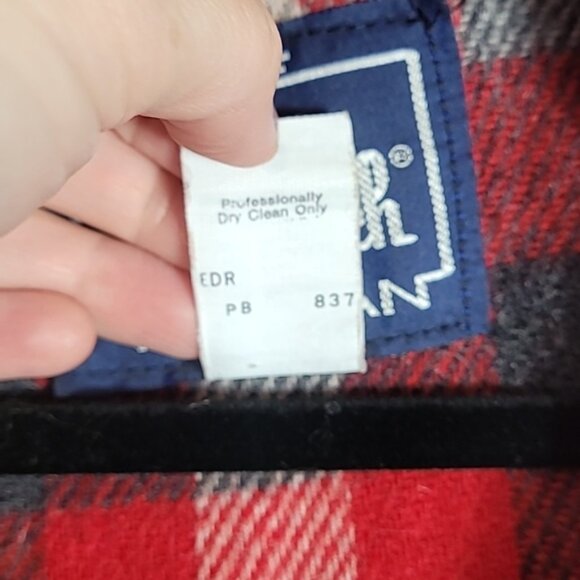 Professionally
Dry Clean Only
EDR
PB 837
®